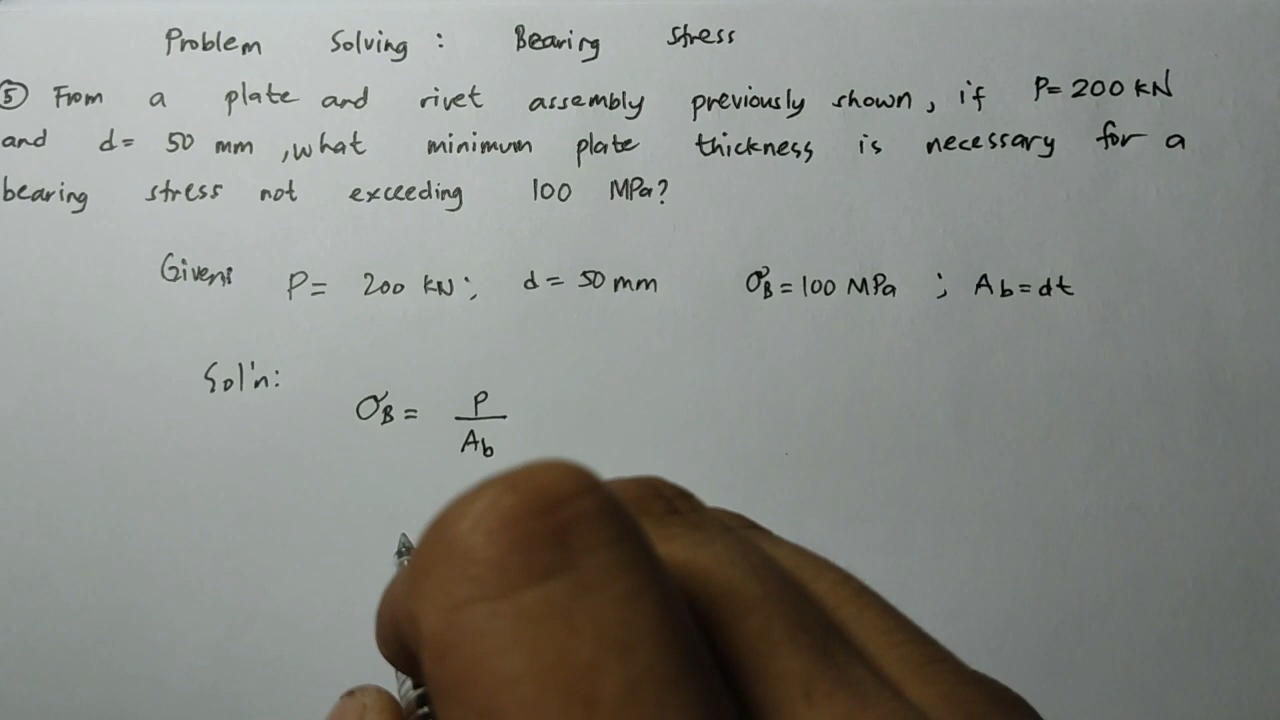 Problem Solving : Bearing Stress
⑤ From a plate and rivet assembly previously shown, if P= 200 kN
and d= 50 mm, what minimum plate thickness is necessary for a
bearing stress not exceeding 100 MPa?
Given: P= 200 kN; d= 50 mm σB = 100 MPa ; Ab = dt
Sol'n:
σB = P/Ab